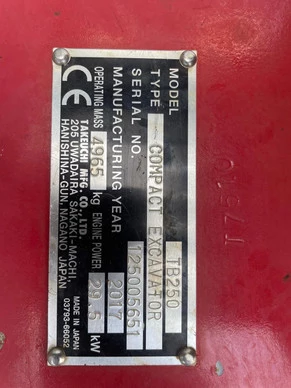 MODEL TB250
TYPE COMPACT EXCAVATOR
SERIAL NO. 125005651
MANUFACTURING YEAR 2017
OPERATING MASS 4965 kg ENGINE POWER 29.5 kW
CE TAKEUCHI MFG. CO., LTD.
205 UWADAIRA, SAKAKI-MACHI,
HANISHINA-GUN, NAGANO JAPAN
MADE IN JAPAN
03793-66052